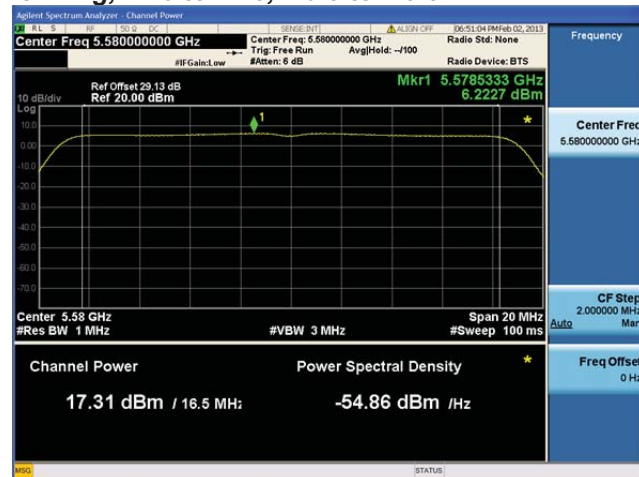 Agilent Spectrum Analyzer - Channel Power
RL S RF 50 Ω DC SENSE:INT ALIGN OFF 06:51:04 PM Feb 02, 2013
Center Freq 5.580000000 GHz
Center Freq: 5.580000000 GHz Radio Std: None
Trig: Free Run Avg|Hold: --/100
#IFGain:Low #Atten: 6 dB Radio Device: BTS
Ref Offset 29.13 dB Mkr1 5.5785333 GHz
10 dB/div Ref 20.00 dBm 6.2227 dBm
Log
10.0
0.00
-10.0
-20.0
-30.0
-40.0
-50.0
-60.0
-70.0
1
*
Center 5.58 GHz Span 20 MHz
#Res BW 1 MHz #VBW 3 MHz #Sweep 100 ms
Channel Power Power Spectral Density *
17.31 dBm / 16.5 MHz -54.86 dBm /Hz
MSG STATUS
Frequency
Center Freq
5.580000000 GHz
CF Step
2.000000 MHz
Auto Man
Freq Offset
0 Hz